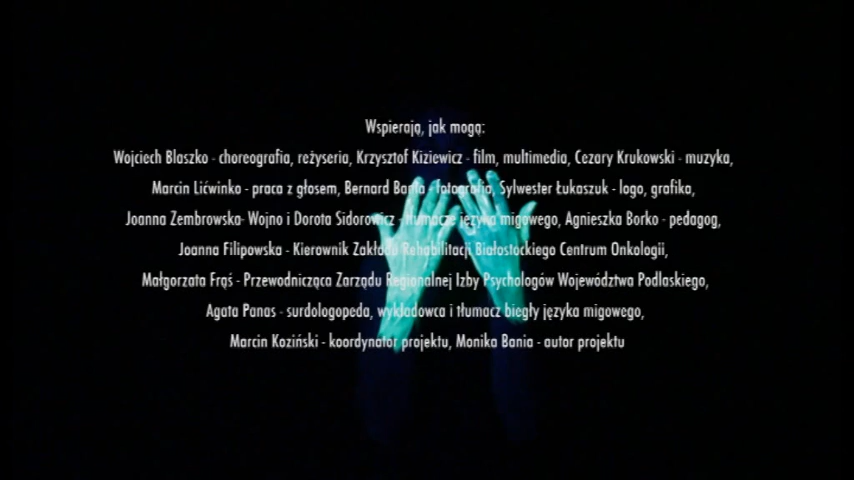 Wspierają, jak mogą:
Wojciech Blaszko - choreografia, reżyseria, Krzysztof Kiziewicz - film, multimedia, Cezary Krukowski - muzyka,
Marcin Lićwinko - praca z głosem, Bernard Bania - fotografia, Sylwester Łukaszuk - logo, grafika,
Joanna Zembrowska- Wojno i Dorota Sidorowicz - tłumacze języka migowego, Agnieszka Borko - pedagog,
Joanna Filipowska - Kierownik Zakładu Rehabilitacji Białostockiego Centrum Onkologii,
Małgorzata Frąś - Przewodnicząca Zarządu Regionalnej Izby Psychologów Województwa Podlaskiego,
Agata Panas - surdologopeda, wykładowca i tłumacz biegły języka migowego,
Marcin Koziński - koordynator projektu, Monika Bania - autor projektu